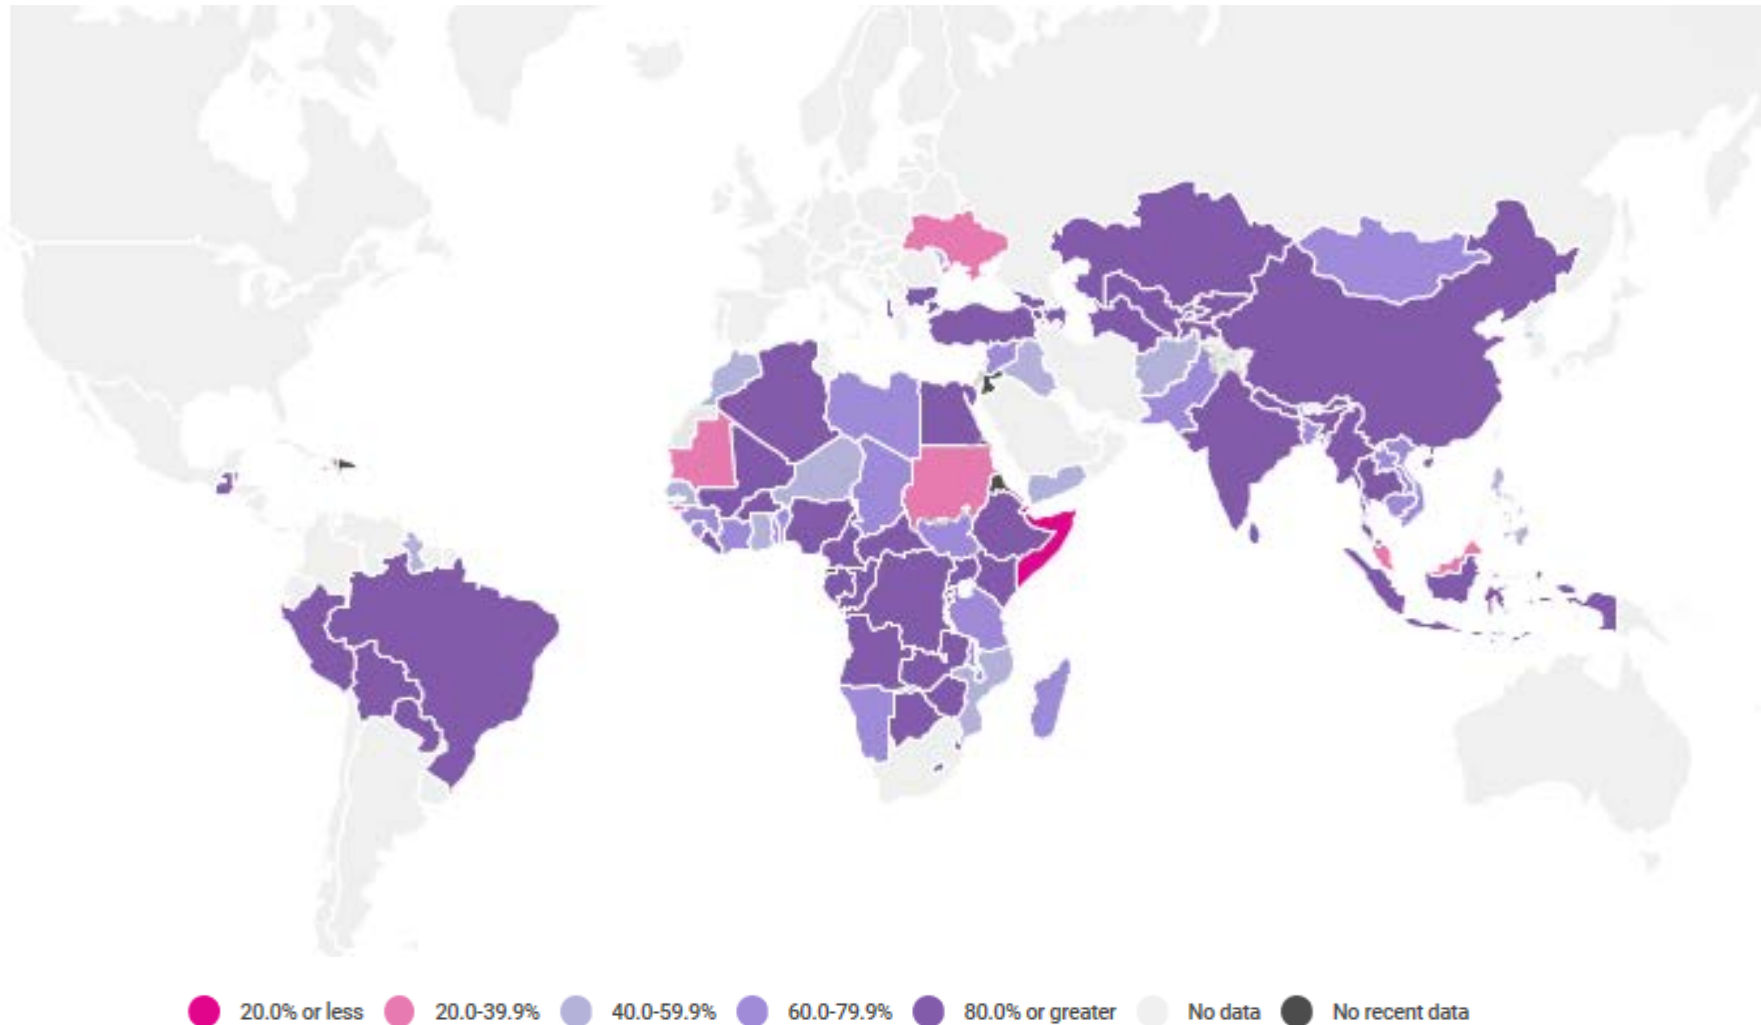 20.0% or less 20.0-39.9% 40.0-59.9% 60.0-79.9% 80.0% or greater No data No recent data